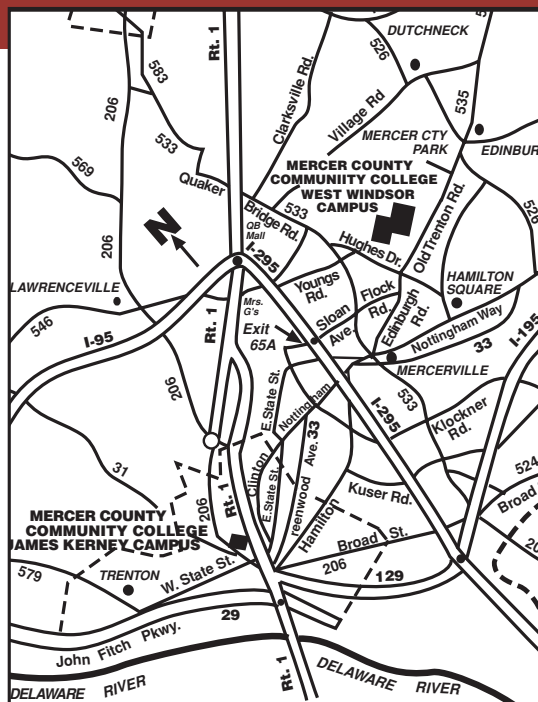 DUTCHNECK
526
Rt. 1
583
Clarksville Rd.
Village Rd
535
206
533
MERCER CTY
PARK
EDINBUR
MERCER COUNTY
COMMUNIITY COLLEGE
WEST WINDSOR
CAMPUS
569
Quaker
Bridge Rd.
533
Old Trenton Rd.
526
N
QB
Mall
I-295
Hughes Dr.
206
Youngs
Rd.
Flock
Rd.
HAMILTON
SQUARE
LAWRENCEVILLE
Mrs.
G's
Sloan
Ave.
Edinburgh
Rd.
Nottingham Way
33
I-195
546
I-95
Rt. 1
Exit
65A
MERCERVILLE
206
E.State St.
Nottingham
I-295
533
Klockner
Rd.
31
Clinton
E.State St.
reenwood Ave.
33
Hamilton
Kuser Rd.
524
Broad
206
Rt. 1
MERCER COUNTY
COMMUNITY COLLEGE
JAMES KERNEY CAMPUS
Broad St.
206
20
579
TRENTON
W. State St.
129
29
John Fitch Pkwy.
Rt. 1
DELAWARE RIVER
DELAWARE RIVER